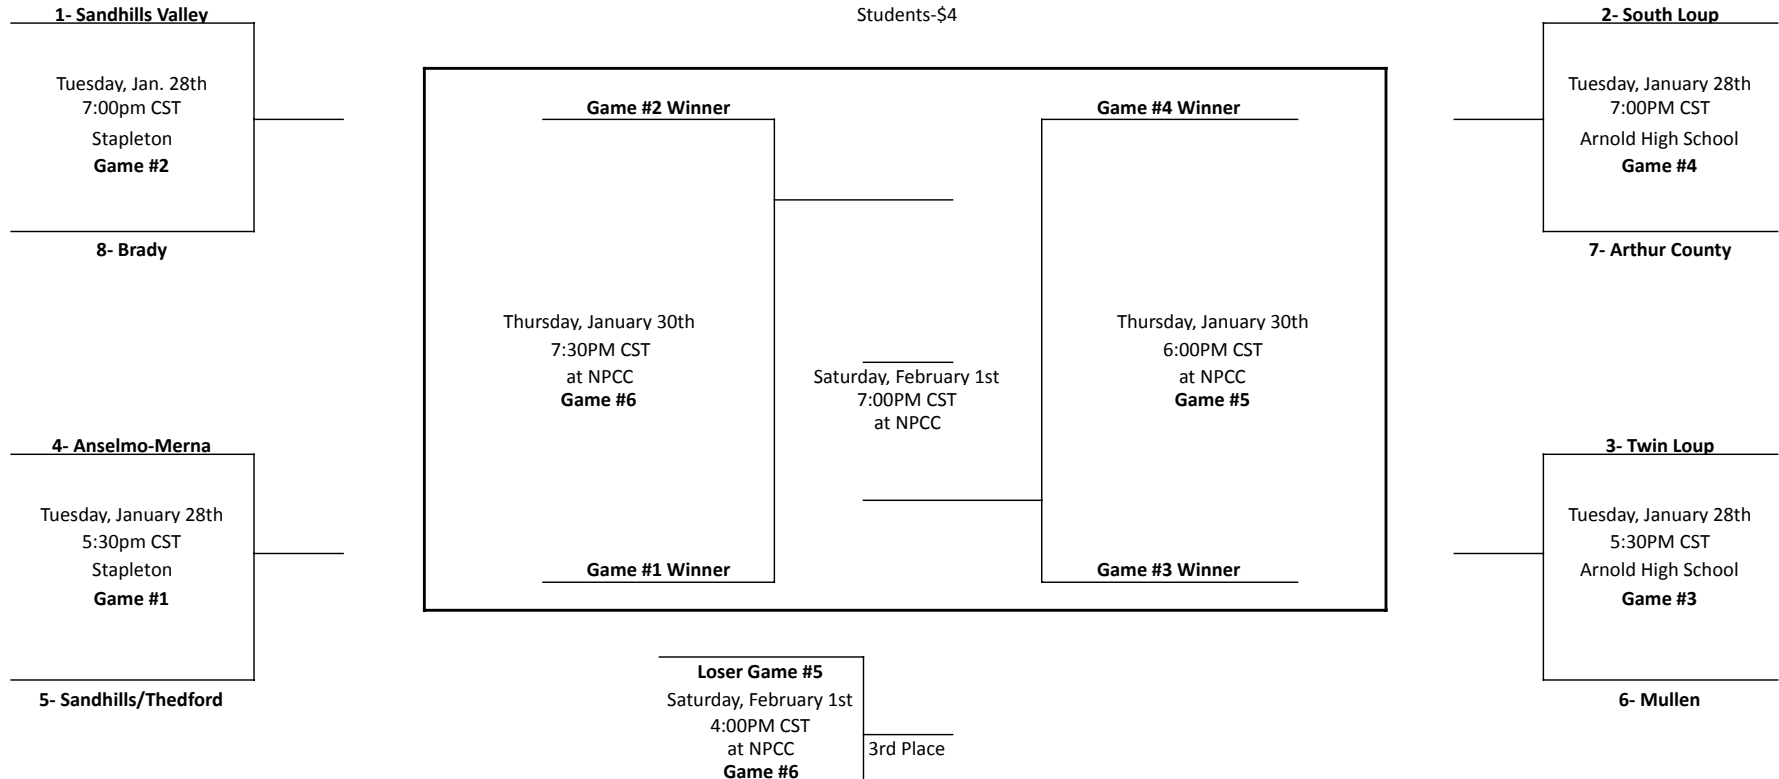 Students-$4
1- Sandhills Valley
Tuesday, Jan. 28th
7:00pm CST
Stapleton
Game #2
8- Brady
4- Anselmo-Merna
Tuesday, January 28th
5:30pm CST
Stapleton
Game #1
5- Sandhills/Thedford
Game #2 Winner
Thursday, January 30th
7:30PM CST
at NPCC
Game #6
Game #1 Winner
Saturday, February 1st
7:00PM CST
at NPCC
Game #4 Winner
Thursday, January 30th
6:00PM CST
at NPCC
Game #5
Game #3 Winner
2- South Loup
Tuesday, January 28th
7:00PM CST
Arnold High School
Game #4
7- Arthur County
3- Twin Loup
Tuesday, January 28th
5:30PM CST
Arnold High School
Game #3
6- Mullen
Loser Game #5
Saturday, February 1st
4:00PM CST
at NPCC
Game #6
3rd Place